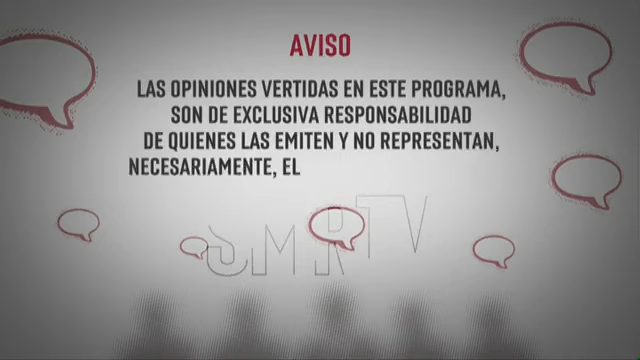 AVISO
LAS OPINIONES VERTIDAS EN ESTE PROGRAMA,
SON DE EXCLUSIVA RESPONSABILIDAD
DE QUIENES LAS EMITEN Y NO REPRESENTAN,
NECESARIAMENTE, EL